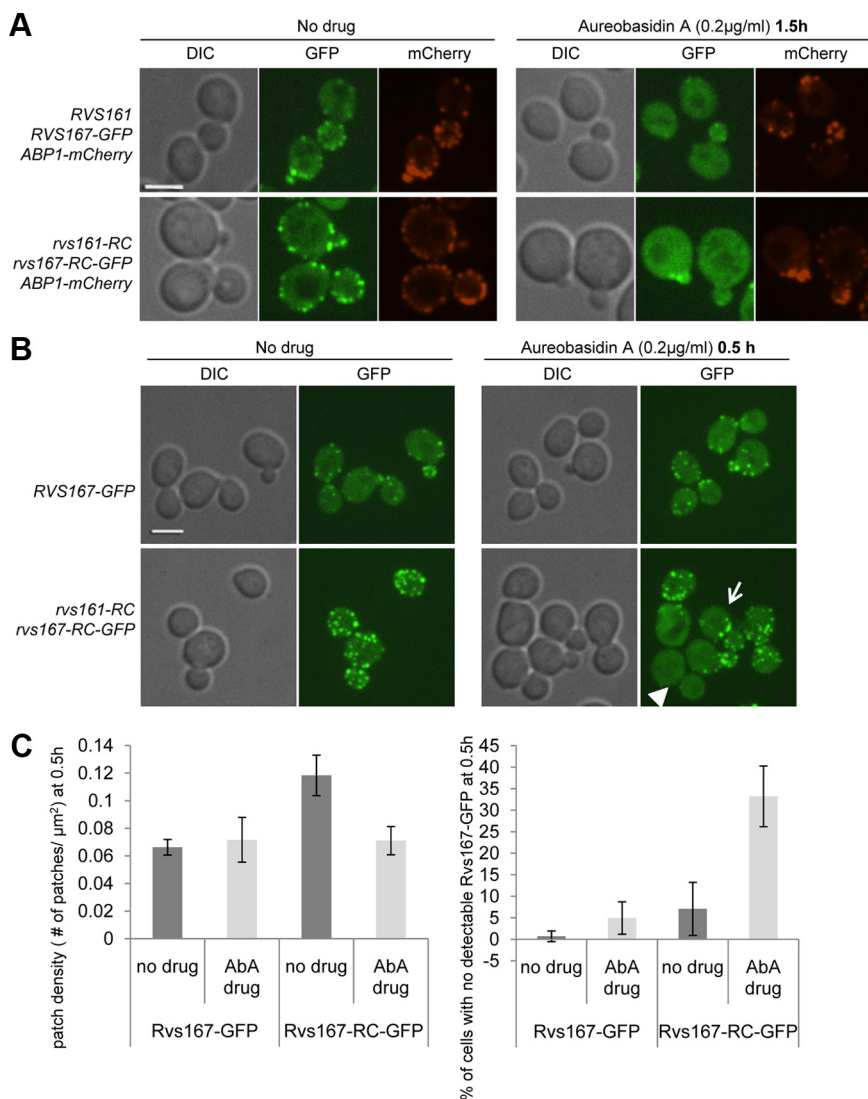 A
No drug
Aureobasidin A (0.2µg/ml) 1.5h
DIC GFP mCherry DIC GFP mCherry
RVS161
RVS167-GFP
ABP1-mCherry
rvs161-RC
rvs167-RC-GFP
ABP1-mCherry
B
No drug
Aureobasidin A (0.2µg/ml) 0.5 h
DIC GFP DIC GFP
RVS167-GFP
rvs161-RC
rvs167-RC-GFP
C
patch density ( # of patches/ µm²) at 0.5h
0.14
0.12
0.1
0.08
0.06
0.04
0.02
0
no drug AbA drug no drug AbA drug
Rvs167-GFP Rvs167-RC-GFP
% of cells with no detectable Rvs167-GFP at 0.5h
45
40
35
30
25
20
15
10
5
0
-5
no drug AbA drug no drug AbA drug
Rvs167-GFP Rvs167-RC-GFP